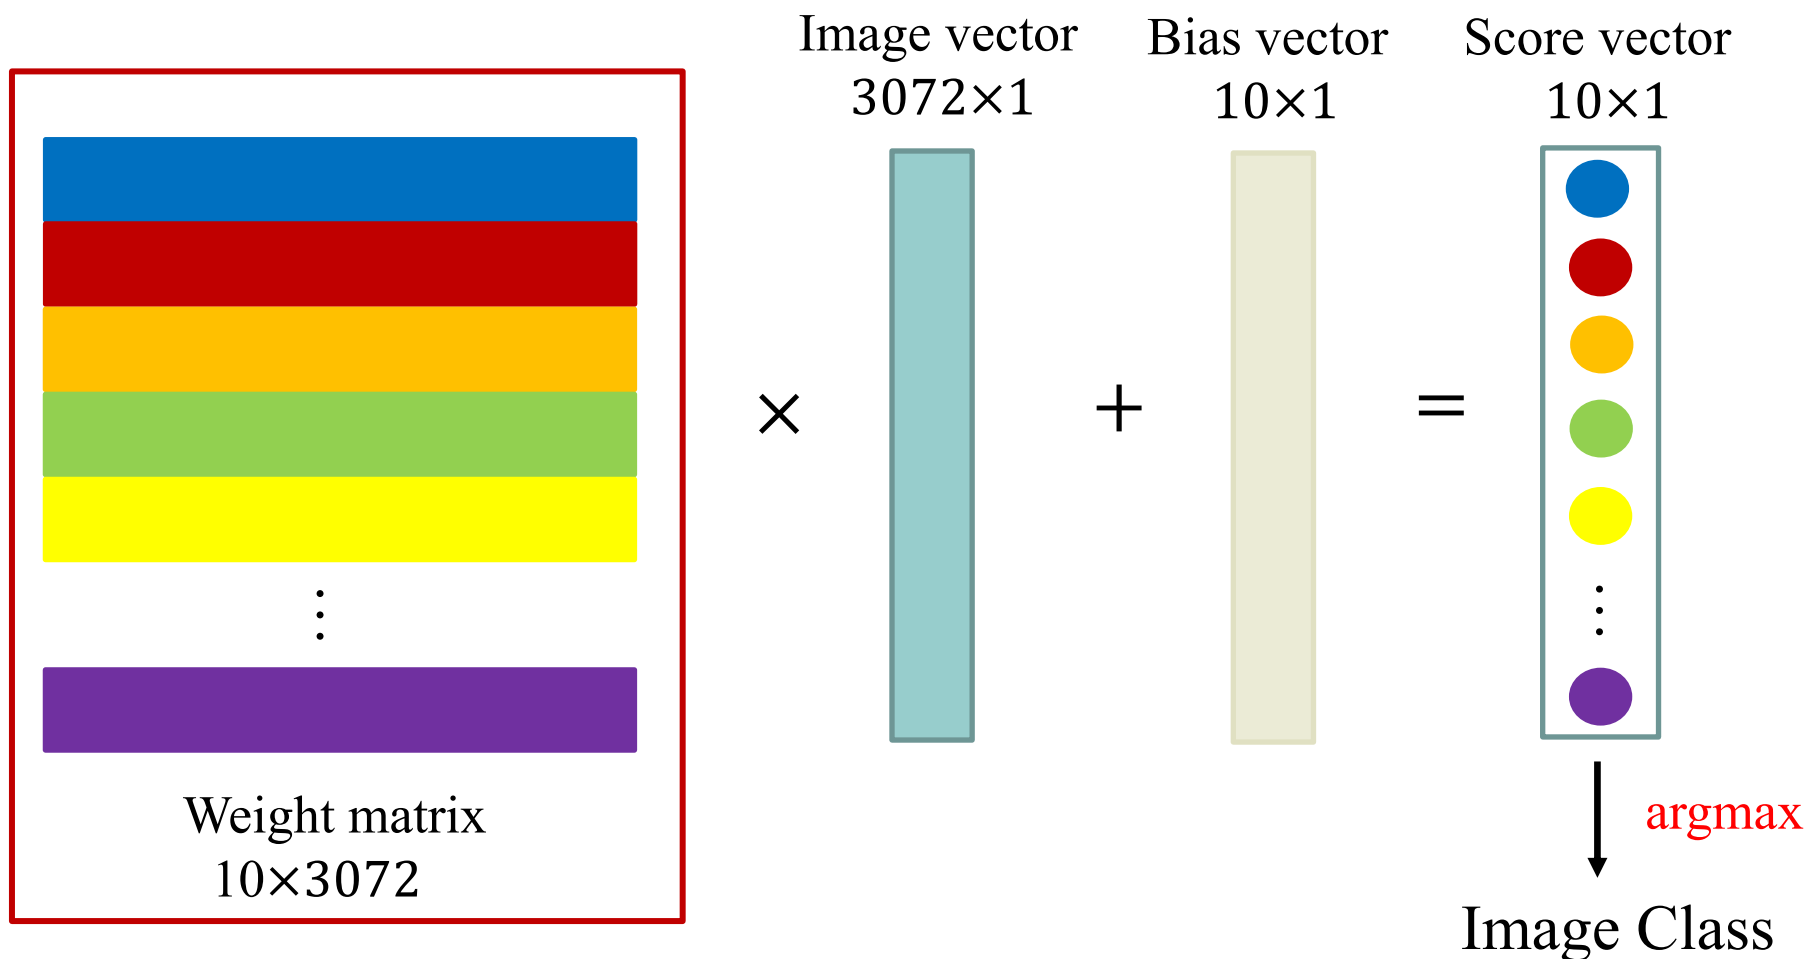 Image vector
3072×1
Bias vector
10×1
Score vector
10×1
×
+
=
⋮
⋮
Weight matrix
10×3072
argmax
Image Class